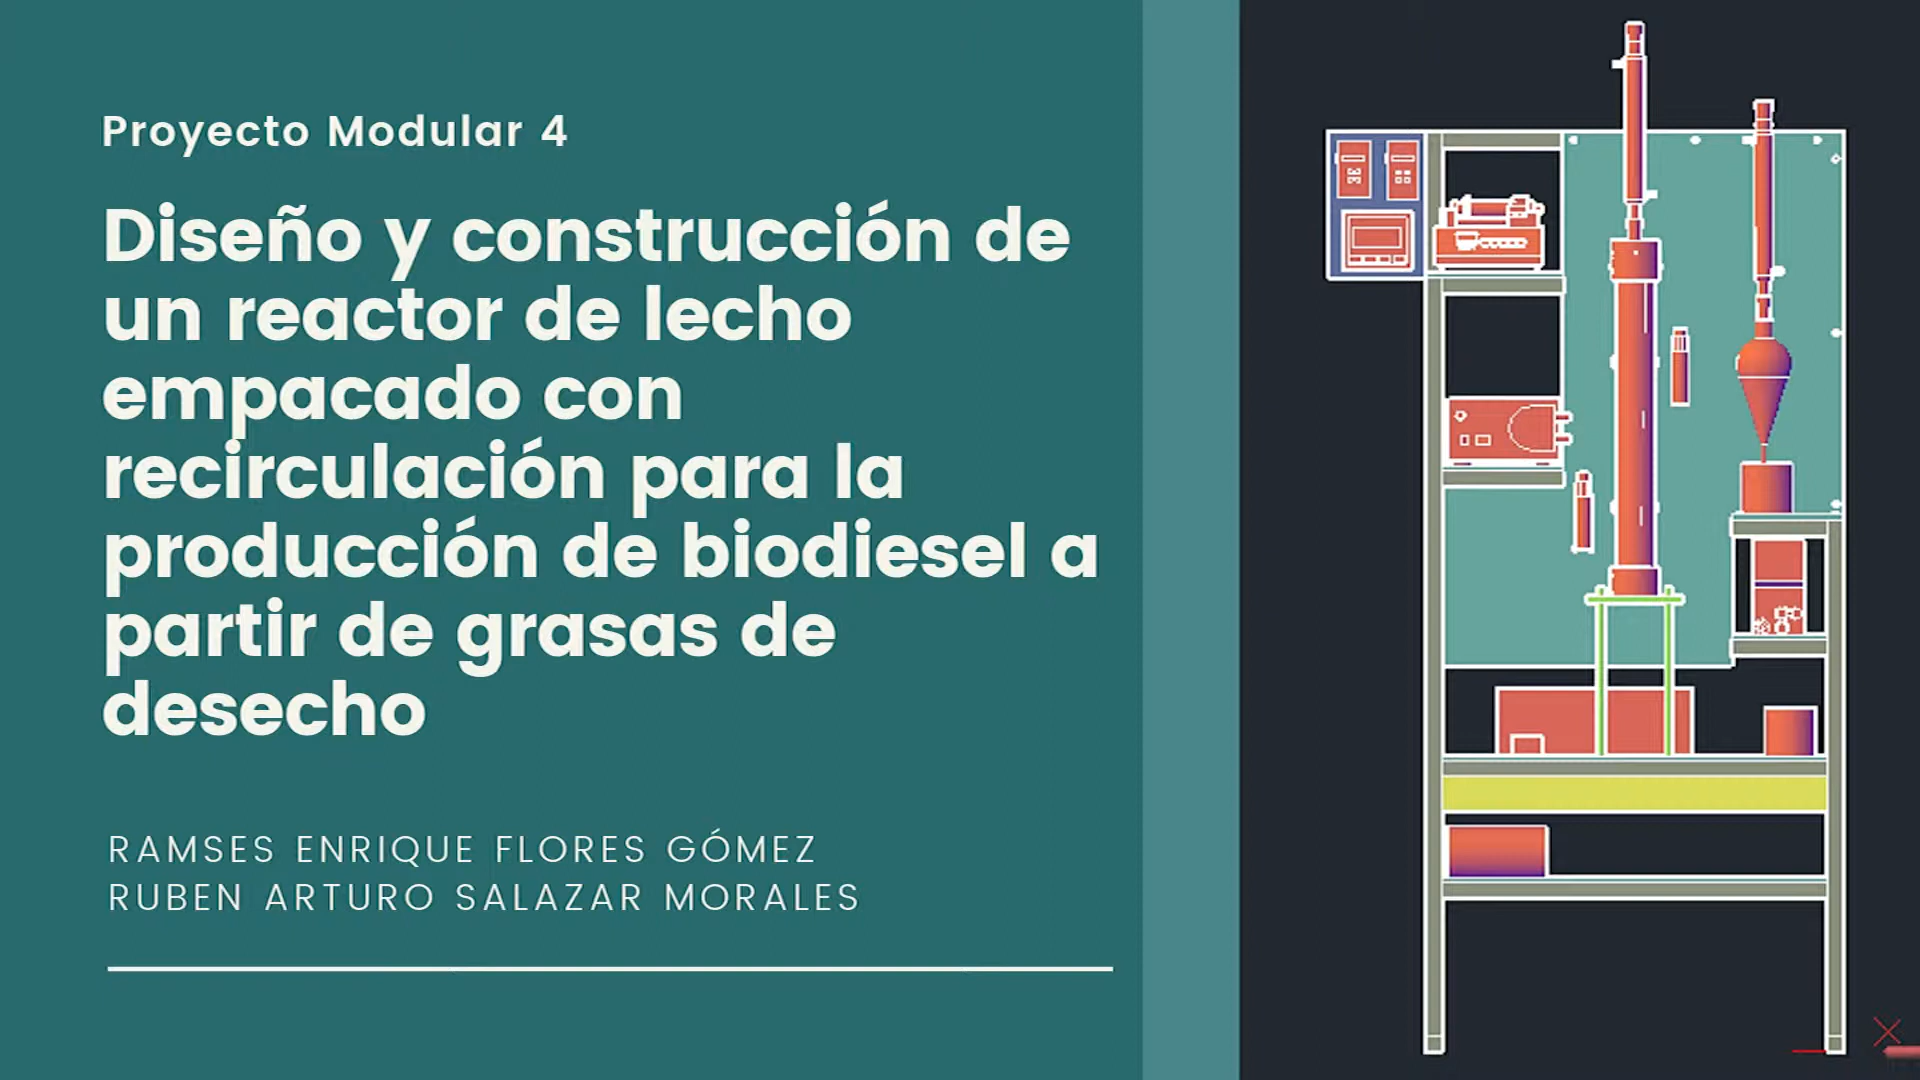 Proyecto Modular 4
Diseño y construcción de
un reactor de lecho
empacado con
recirculación para la
producción de biodiesel a
partir de grasas de
desecho
RAMSES ENRIQUE FLORES GÓMEZ
RUBEN ARTURO SALAZAR MORALES